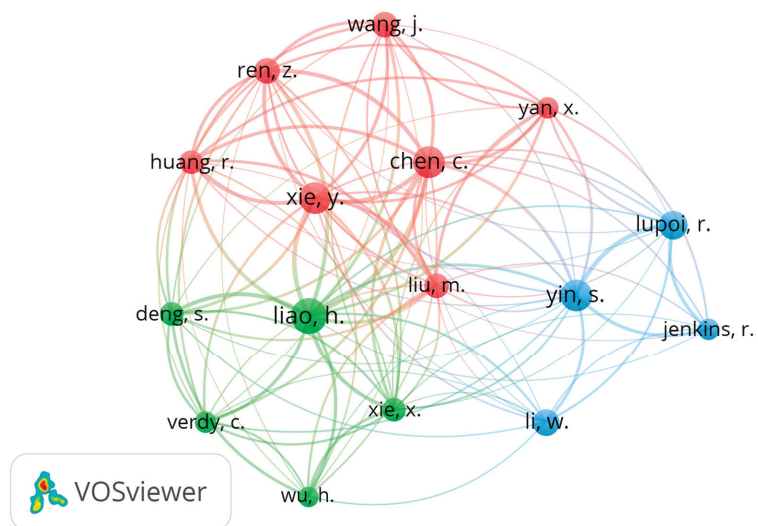 wang, j.
ren, z.
yan, x.
huang, r.
chen, c.
xie, y.
lupoi, r.
liu, m.
yin, s.
deng, s.
liao, h.
jenkins, r.
verdy, c.
xie, x.
li, w.
VOSviewer
wu, h.